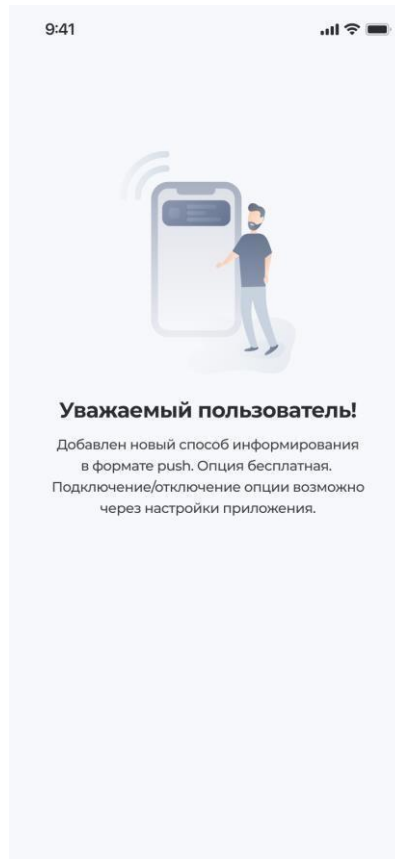 9:41
Уважаемый пользователь!
Добавлен новый способ информирования
в формате push. Опция бесплатная.
Подключение/отключение опции возможно
через настройки приложения.